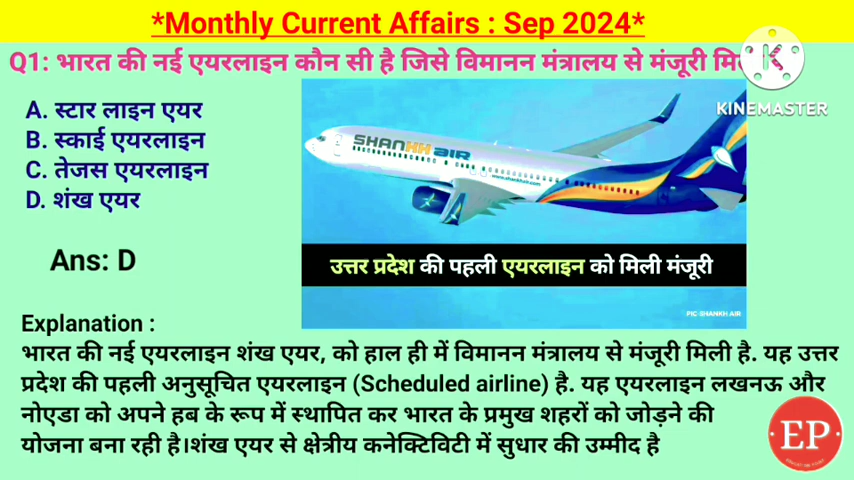 *Monthly Current Affairs : Sep 2024*
Q1: भारत की नई एयरलाइन कौन सी है जिसे विमानन मंत्रालय से मंजूरी
KINEMASTER
A. स्टार लाइन एयर
B. स्काई एयरलाइन
C. तेजस एयरलाइन
D. शंख एयर
SHANKH AIR
www.shankhair.com
Ans: D
उत्तर प्रदेश की पहली एयरलाइन को मिली मंजूरी
PIC SHANKH AIR
Explanation :
भारत की नई एयरलाइन शंख एयर, को हाल ही में विमानन मंत्रालय से मंजूरी मिली है. यह उत्तर
प्रदेश की पहली अनुसूचित एयरलाइन (Scheduled airline) है. यह एयरलाइन लखनऊ और
नोएडा को अपने हब के रूप में स्थापित कर भारत के प्रमुख शहरों को जोड़ने की
योजना बना रही है।शंख एयर से क्षेत्रीय कनेक्टिविटी में सुधार की उम्मीद है
EP